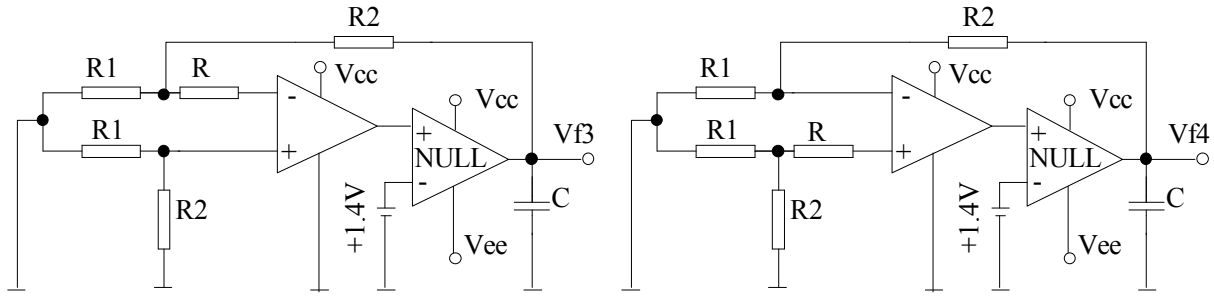 R2
R1
R
Vcc
-
Vcc
R1
+
+
NULL
-
Vf3
R2
+1.4V
C
Vee
R2
R1
Vcc
-
Vcc
R1
R
+
+
NULL
-
Vf4
R2
+1.4V
C
Vee